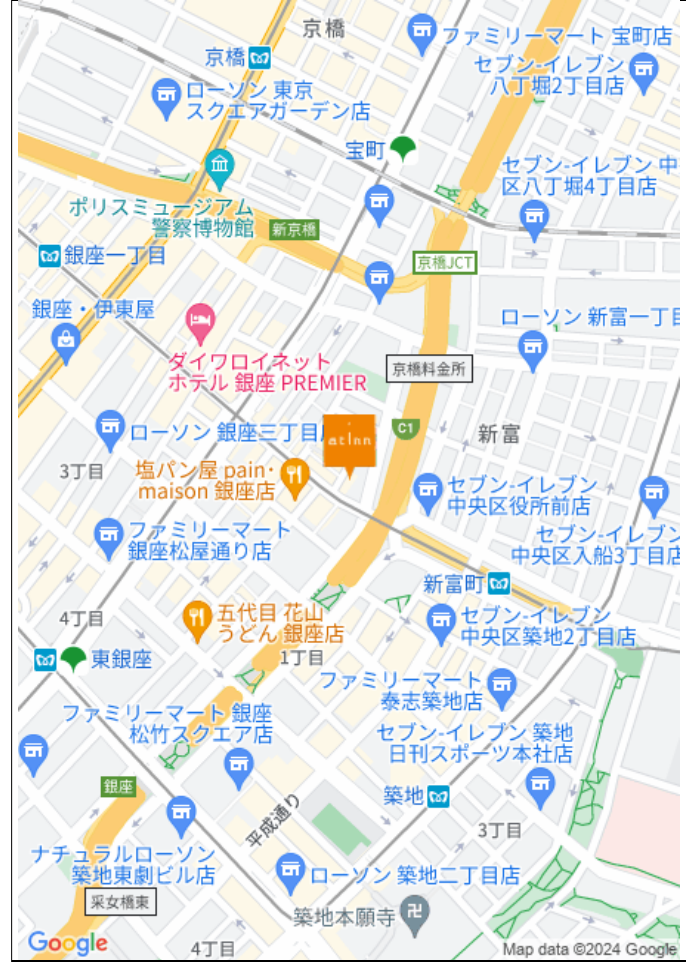 京橋
ファミリーマート 宝町店
京橋
セブン-イレブン
八丁堀2丁目店
ローソン 東京
スクエアガーデン店
宝町
セブン-イレブン 中
区八丁堀4丁目店
ポリスミュージアム
警察博物館
新京橋
銀座一丁目
京橋JCT
銀座・伊東屋
ローソン 新富一丁目
ダイワロイネット
ホテル 銀座 PREMIER
京橋料金所
C1
ローソン 銀座三丁目
at inn
新富
3丁目
塩パン屋 pain・
maison 銀座店
セブン-イレブン
中央区役所前店
ファミリーマート
銀座松屋通り店
セブン-イレブン
中央区入船3丁目店
新富町
4丁目
五代目 花山
うどん 銀座店
セブン-イレブン
中央区築地2丁目店
東銀座
1丁目
ファミリーマート
泰志築地店
ファミリーマート 銀座
松竹スクエア店
セブン-イレブン 築地
日刊スポーツ本社店
銀座
築地
平成通り
3丁目
ナチュラルローソン
築地東劇ビル店
ローソン 築地二丁目店
采女橋東
築地本願寺
4丁目
Google
Map data ©2024 Google